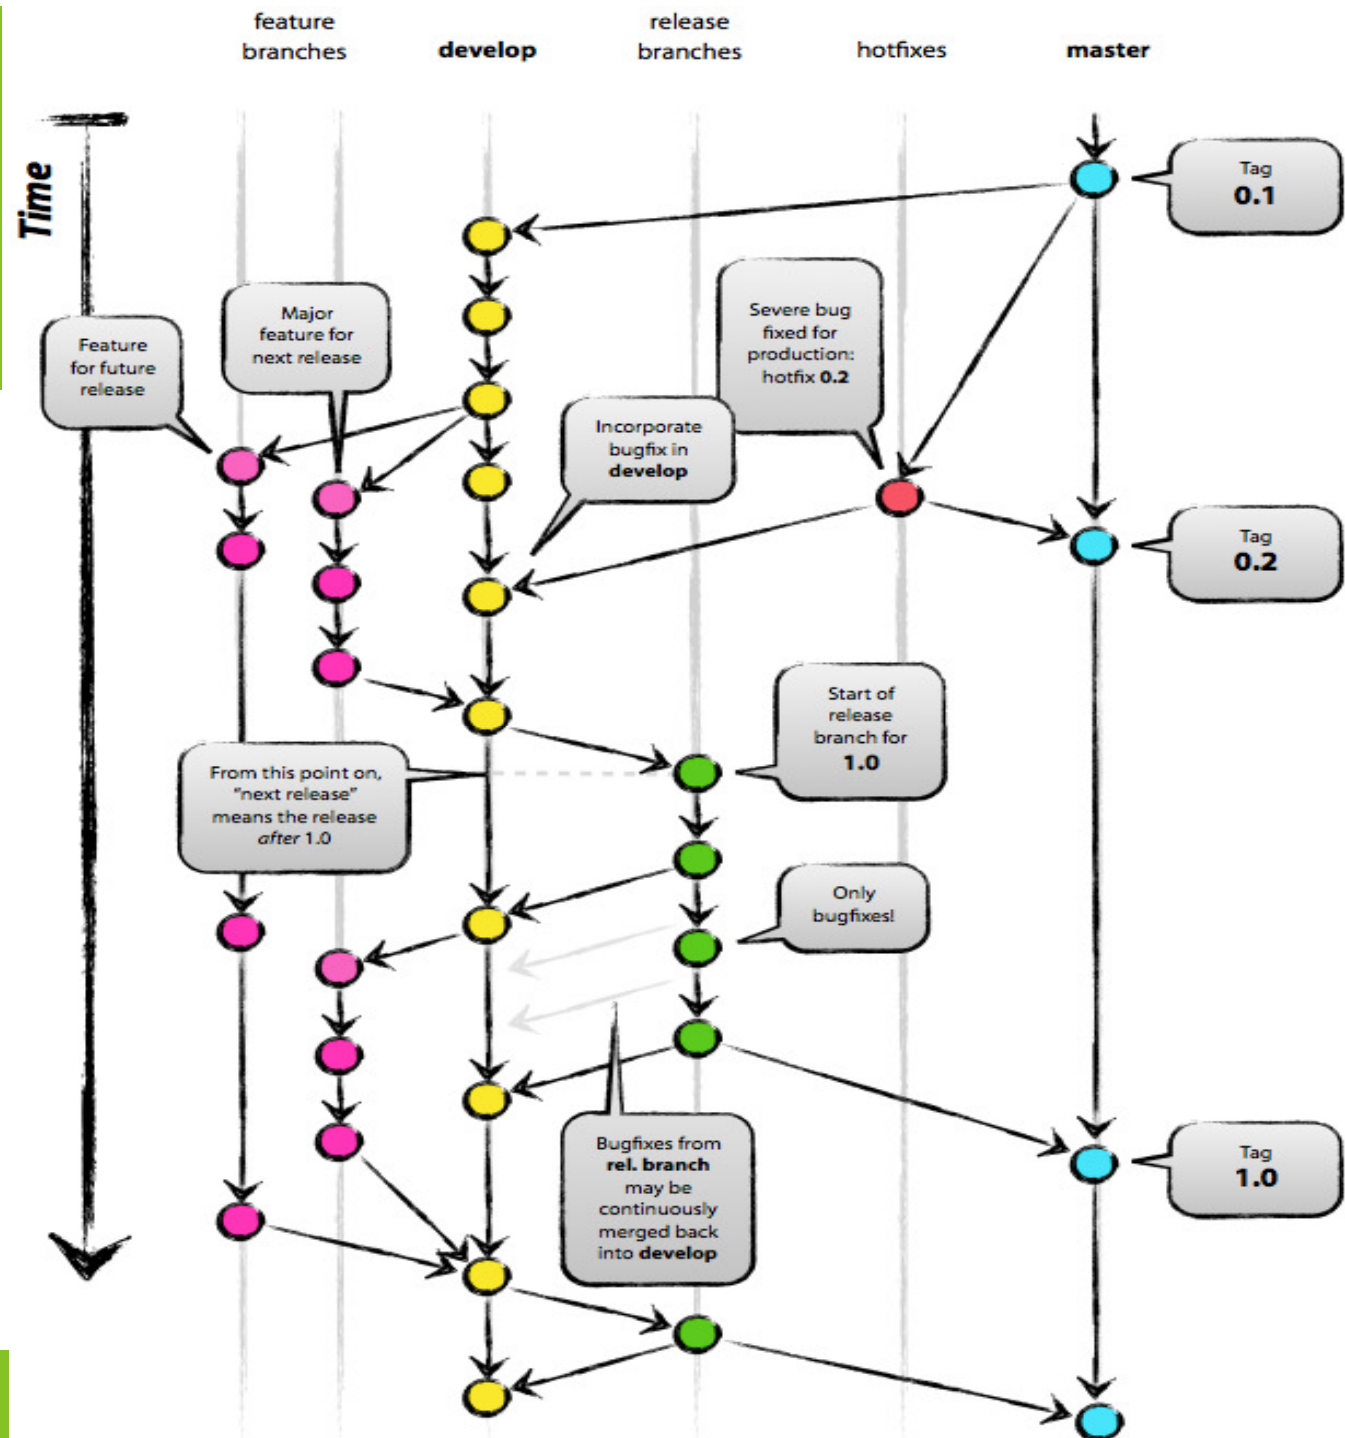 feature
branches
develop
release
branches
hotfixes
master
Time
Tag
0.1
Feature
for future
release
Major
feature for
next release
Severe bug
fixed for
production:
hotfix 0.2
Incorporate
bugfix in
develop
Tag
0.2
Start of
release
branch for
1.0
From this point on,
"next release"
means the release
after 1.0
Only
bugfixes!
Bugfixes from
rel. branch
may be
continuously
merged back
into develop
Tag
1.0